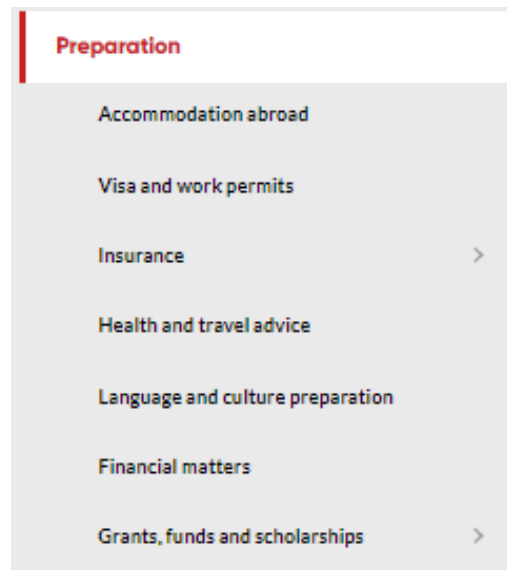 Preparation
Accommodation abroad
Visa and work permits
Insurance
Health and travel advice
Language and culture preparation
Financial matters
Grants, funds and scholarships